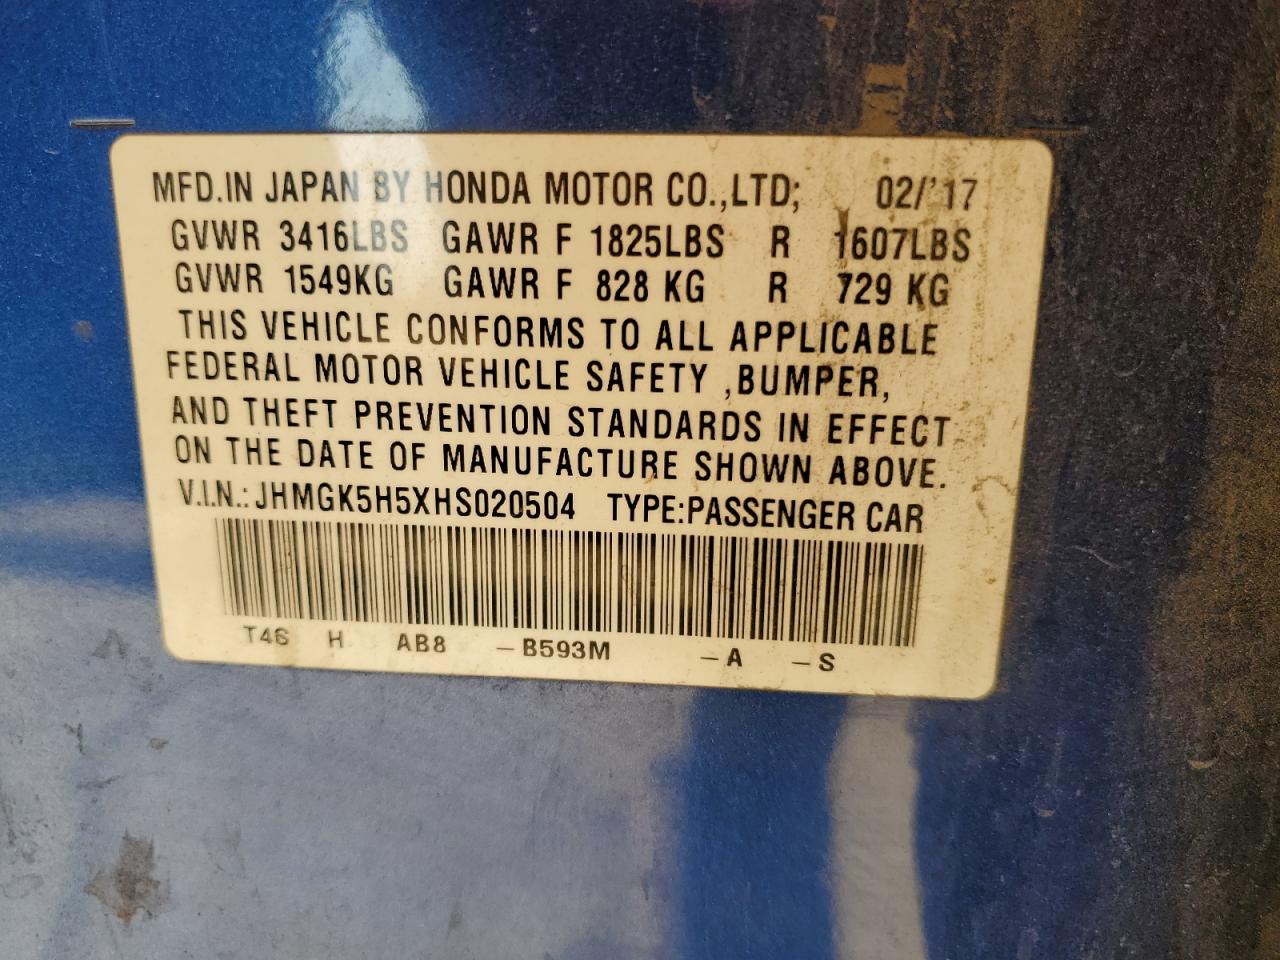 MFD.IN JAPAN BY HONDA MOTOR CO.,LTD; 02/'17
GVWR 3416LBS GAWR F 1825LBS R 1607LBS
GVWR 1549KG GAWR F 828 KG R 729 KG
THIS VEHICLE CONFORMS TO ALL APPLICABLE
FEDERAL MOTOR VEHICLE SAFETY ,BUMPER,
AND THEFT PREVENTION STANDARDS IN EFFECT
ON THE DATE OF MANUFACTURE SHOWN ABOVE.
V.I.N.: JHMGK5H5XHS020504 TYPE:PASSENGER CAR
T46 H AB8 –B593M –A –S